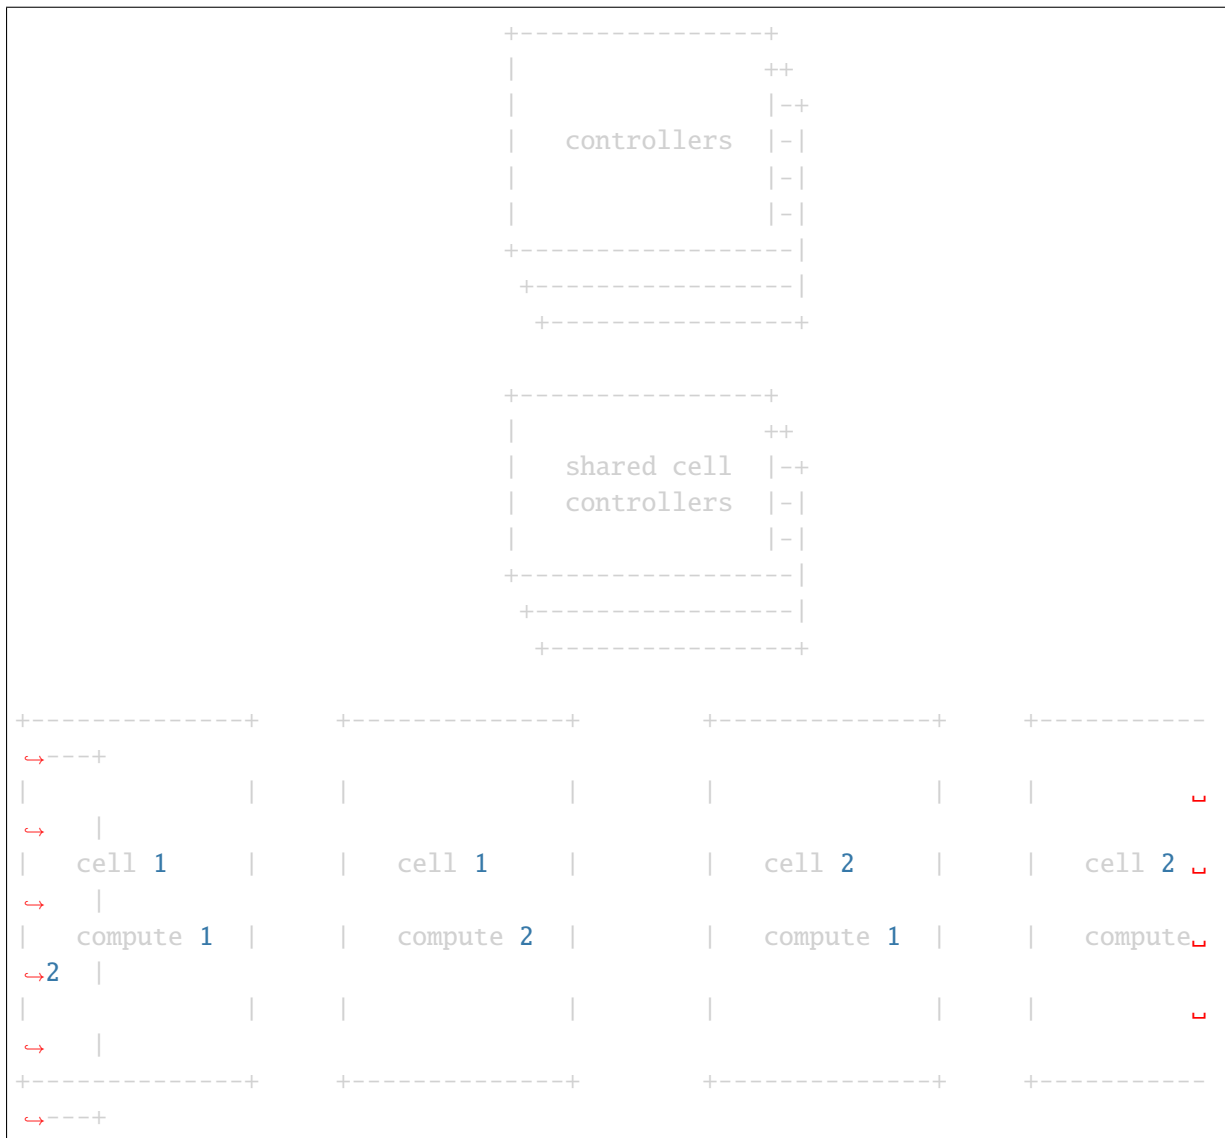 +-----------------+
|                 ++
|                 |-+
|   controllers   |-|
|                 |-|
|                 |-|
+------------------|
 +-----------------|
  +-----------------+
+-----------------+
|                 ++
|   shared cell   |-+
|   controllers   |-|
|                 |-|
+------------------|
 +-----------------|
  +-----------------+
+---------------+     +---------------+        +---------------+     +-----------
↪----+
|               |     |               |        |               |     |          ␣
↪    |
|   cell 1      |     |   cell 1      |        |   cell 2      |     |   cell 2 ␣
↪    |
|   compute 1   |     |   compute 2   |        |   compute 1   |     |   compute␣
↪2   |
|               |     |               |        |               |     |          ␣
↪    |
+---------------+     +---------------+        +---------------+     +-----------
↪----+